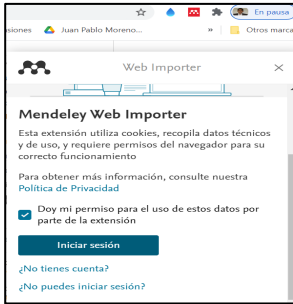 En pausa
siones Juan Pablo Moreno... » Otros marca
Web Importer
Mendeley Web Importer
Esta extensión utiliza cookies, recopila datos técnicos
y de uso, y requiere permisos del navegador para su
correcto funcionamiento
Para obtener más información, consulte nuestra
Política de Privacidad
Doy mi permiso para el uso de estos datos por
parte de la extensión
Iniciar sesión
¿No tienes cuenta?
¿No puedes iniciar sesión?